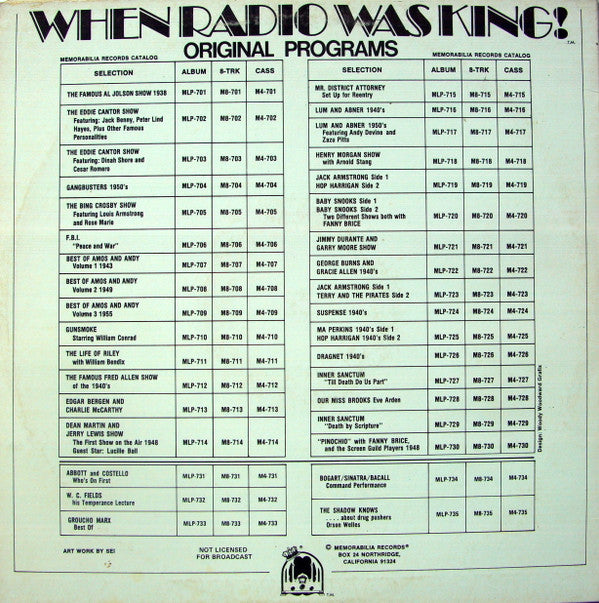 WHEN RADIO WAS KING!
T.M.
ORIGINAL PROGRAMS
MEMORABILIA RECORDS CATALOG
SELECTION ALBUM 8-TRK CASS
THE FAMOUS AL JOLSON SHOW 1938 MLP-701 M8-701 M4-701
THE EDDIE CANTOR SHOW
Featuring: Jack Benny, Peter Lind MLP-702 M8-702 M4-702
Hayes, Plus Other Famous
Personalities
THE EDDIE CANTOR SHOW
Featuring: Dinah Shore and MLP-703 M8-703 M4-703
Cesar Romero
GANGBUSTERS 1950's MLP-704 M8-704 M4-704
THE BING CROSBY SHOW
Featuring Louis Armstrong MLP-705 M8-705 M4-705
and Rose Marie
F.B.I.
"Peace and War" MLP-706 M8-706 M4-706
BEST OF AMOS AND ANDY
Volume 1 1943 MLP-707 M8-707 M4-707
BEST OF AMOS AND ANDY
Volume 2 1949 MLP-708 M8-708 M4-708
BEST OF AMOS AND ANDY
Volume 3 1955 MLP-709 M8-709 M4-709
GUNSMOKE
Starring William Conrad MLP-710 M8-710 M4-710
THE LIFE OF RILEY
with William Bendix MLP-711 M8-711 M4-711
THE FAMOUS FRED ALLEN SHOW
of the 1940's MLP-712 M8-712 M4-712
EDGAR BERGEN AND
CHARLIE McCARTHY MLP-713 M8-713 M4-713
DEAN MARTIN and
JERRY LEWIS SHOW
The First Show on the Air 1948 MLP-714 M8-714 M4-714
Guest Star: Lucille Ball
ABBOTT and COSTELLO MLP-731 M8-731 M4-731
Who's On First
W. C. FIELDS MLP-732 M8-732 M4-732
his Temperance Lecture
GROUCHO MARX MLP-733 M8-733 M4-733
Best Of
MEMORABILIA RECORDS CATALOG
SELECTION ALBUM 8-TRK CASS
MR. DISTRICT ATTORNEY
Set Up for Reentry MLP-715 M8-715 M4-715
LUM AND ABNER 1940's MLP-716 M8-716 M4-716
LUM AND ABNER 1950's
Featuring Andy Devine and MLP-717 M8-717 M4-717
Zaza Pitts
HENRY MORGAN SHOW
with Arnold Stang MLP-718 M8-718 M4-718
JACK ARMSTRONG Side 1
HOP HARRIGAN Side 2 MLP-719 M8-719 M4-719
BABY SNOOKS Side 1
BABY SNOOKS Side 2
Two Different Shows both with MLP-720 M8-720 M4-720
FANNY BRICE
JIMMY DURANTE AND
GARRY MOORE SHOW MLP-721 M8-721 M4-721
GEORGE BURNS AND
GRACIE ALLEN 1940's MLP-722 M8-722 M4-722
JACK ARMSTRONG Side 1
TERRY AND THE PIRATES Side 2 MLP-723 M8-723 M4-723
SUSPENSE 1940's MLP-724 M8-724 M4-724
MA PERKINS 1940's Side 1
HOP HARRIGAN 1940's Side 2 MLP-725 M8-725 M4-725
DRAGNET 1940's MLP-726 M8-726 M4-726
INNER SANCTUM
"Till Death Do Us Part" MLP-727 M8-727 M4-727
OUR MISS BROOKS Eve Arden MLP-728 M8-728 M4-728
INNER SANCTUM
"Death by Scripture" MLP-729 M8-729 M4-729
"PINOCHIO" with FANNY BRICE,
and the Screen Guild Players 1948 MLP-730 M8-730 M4-730
BOGART/SINATRA/BACALL MLP-734 M8-734 M4-734
Command Performance
THE SHADOW KNOWS
. . . . about drug pushers MLP-735 M8-735 M4-735
Orson Welles
Design: Woody Woodward Grafix
ART WORK BY SEI
NOT LICENSED
FOR BROADCAST
T.M.
© MEMORABILIA RECORDS®
BOX 24 NORTHRIDGE,
CALIFORNIA 91324